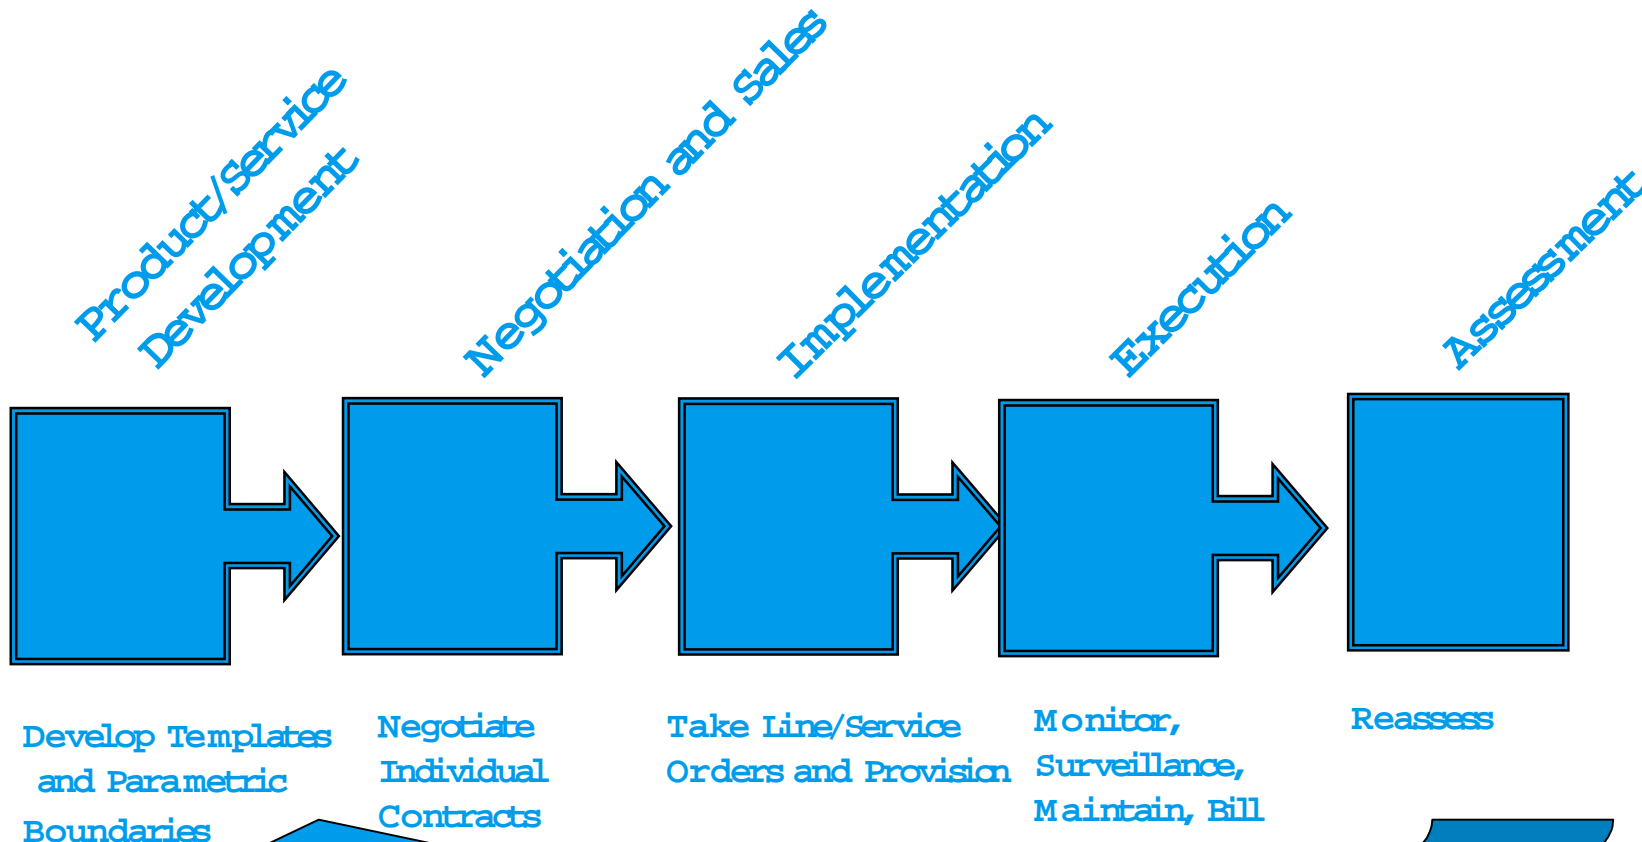 Product/Service
Development
Negotiation and Sales
Implementation
Execution
Assessment
Develop Templates
and Parametric
Boundaries
Negotiate
Individual
Contracts
Take Line/Service
Orders and Provision
Monitor,
Surveillance,
Maintain, Bill
Reassess